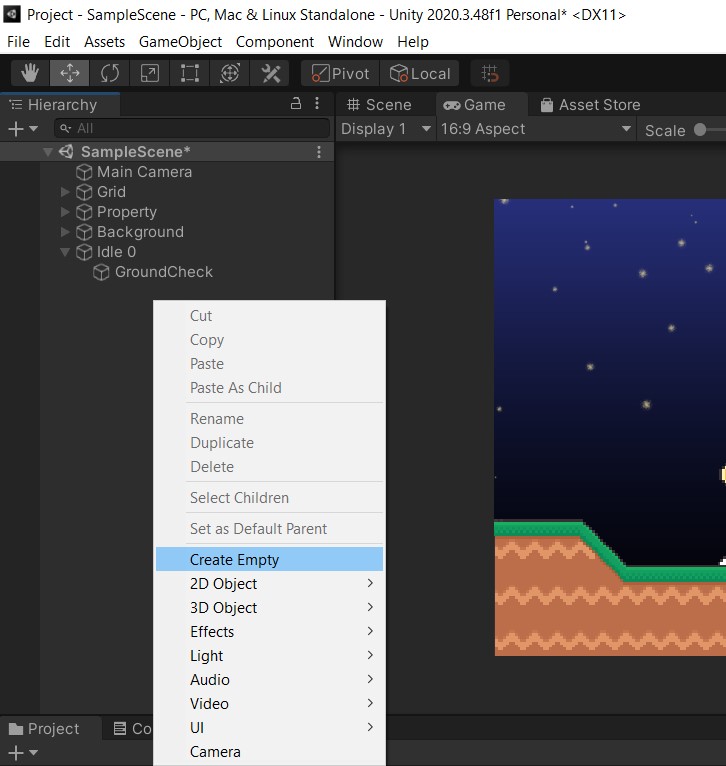 Project - SampleScene - PC, Mac & Linux Standalone - Unity 2020.3.48f1 Personal* <DX11>
File Edit Assets GameObject Component Window Help
Pivot Local
Hierarchy Scene Game Asset Store
All Display 1 16:9 Aspect Scale
SampleScene*
Main Camera
Grid
Property
Background
Idle 0
GroundCheck
Cut
Copy
Paste
Paste As Child
Rename
Duplicate
Delete
Select Children
Set as Default Parent
Create Empty
2D Object
3D Object
Effects
Light
Audio
Video
UI
Camera
Project Co